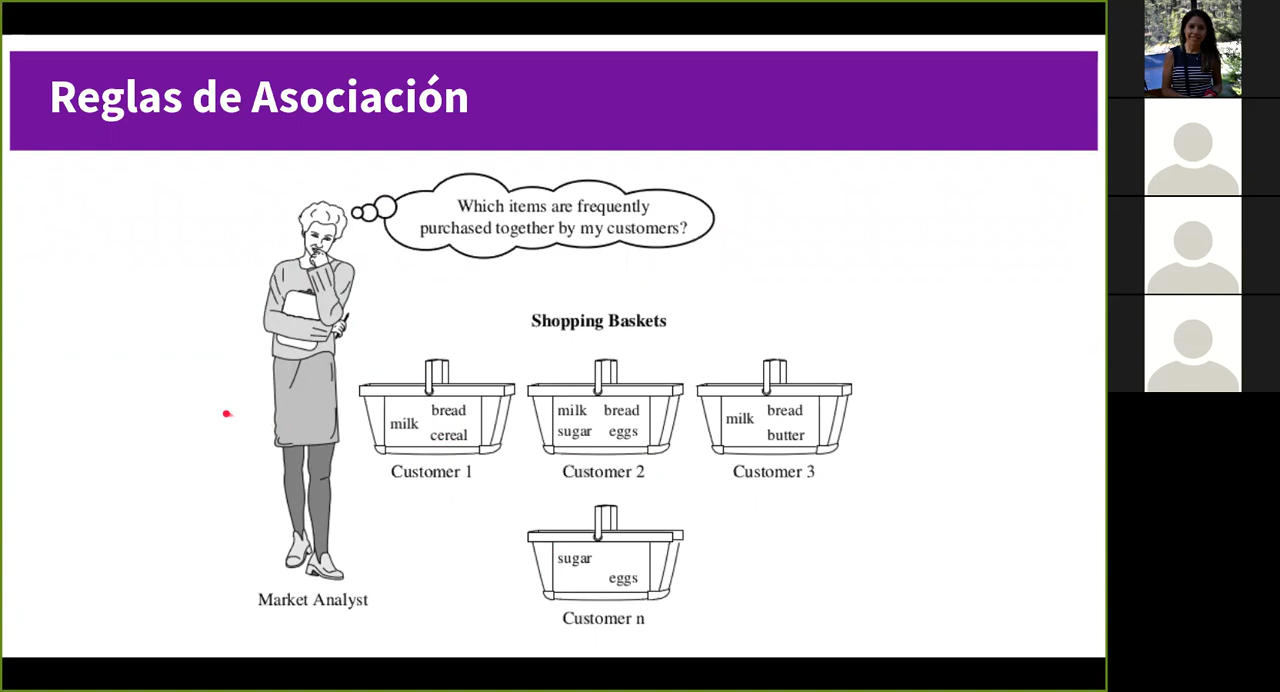 Reglas de Asociación
Which items are frequently
purchased together by my customers?
Shopping Baskets
milk bread
cereal
Customer 1
milk bread
sugar eggs
Customer 2
milk bread
butter
Customer 3
sugar
eggs
Customer n
Market Analyst